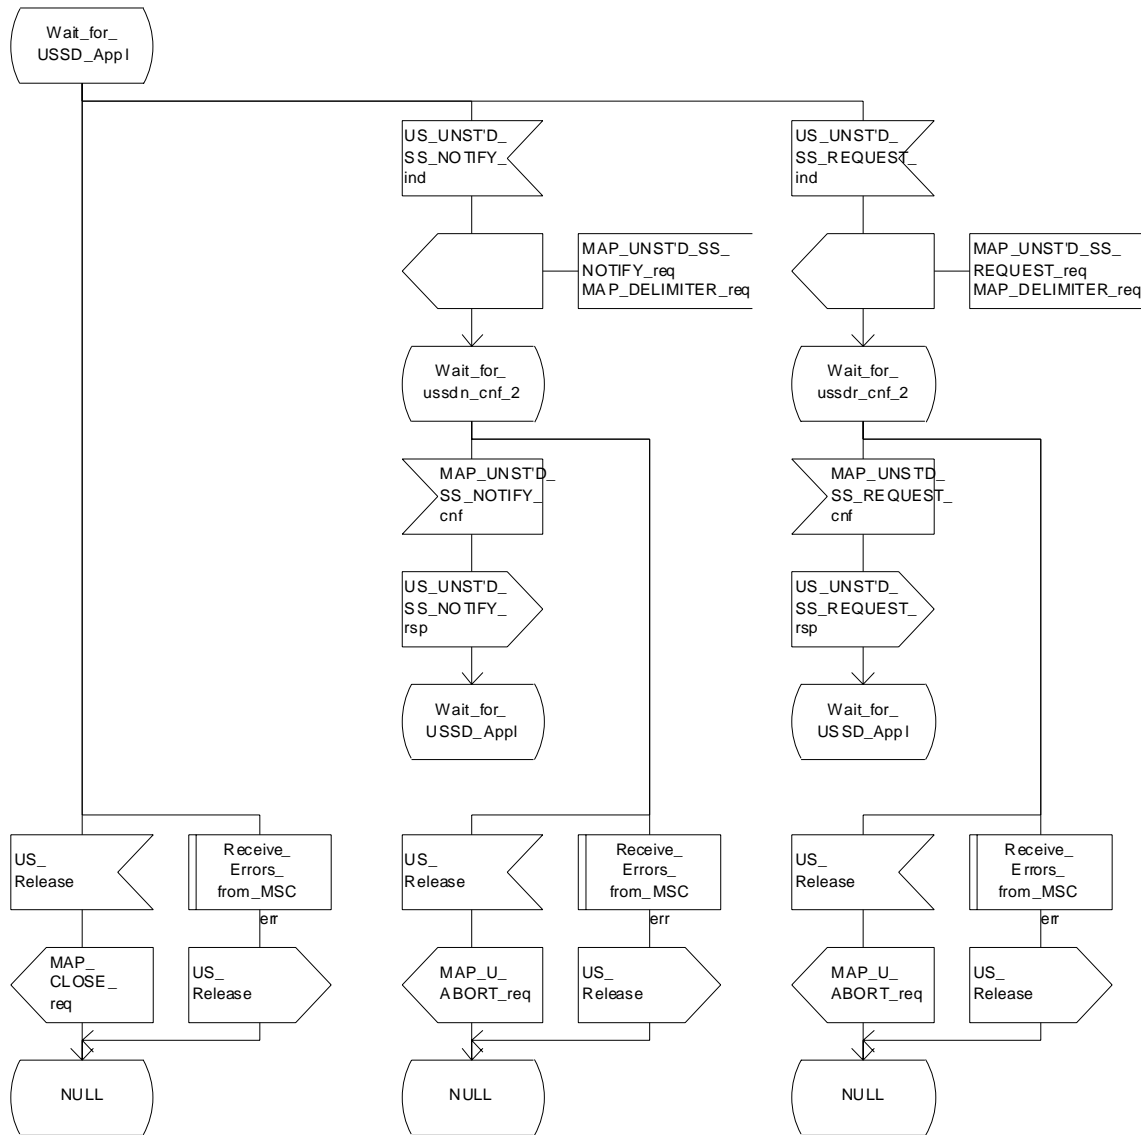 Wait_for_
USSD_Appl
US_UNST'D_
SS_NOTIFY_
ind
US_UNST'D_
SS_REQUEST_
ind
MAP_UNST'D_SS_
NOTIFY_req
MAP_DELIMITER_req
MAP_UNST'D_SS_
REQUEST_req
MAP_DELIMITER_req
Wait_for_
ussdn_cnf_2
Wait_for_
ussdr_cnf_2
MAP_UNST'D_
SS_NOTIFY_
cnf
MAP_UNST'D_
SS_REQUEST_
cnf
US_UNST'D_
SS_NOTIFY_
rsp
US_UNST'D_
SS_REQUEST_
rsp
Wait_for_
USSD_Appl
Wait_for_
USSD_Appl
US_
Release
Receive_
Errors_
from_MSC
err
US_
Release
Receive_
Errors_
from_MSC
err
US_
Release
Receive_
Errors_
from_MSC
err
MAP_
CLOSE_
req
US_
Release
MAP_U_
ABORT_req
US_
Release
MAP_U_
ABORT_req
US_
Release
NULL
NULL
NULL